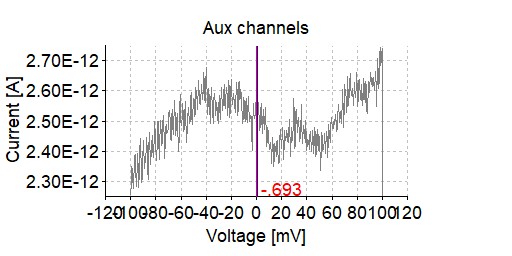 Aux channels
Current [A]
2.70E-12
2.60E-12
2.50E-12
2.40E-12
2.30E-12
-.693
-120 -100 -80 -60 -40 -20 0 20 40 60 80 100 120
Voltage [mV]